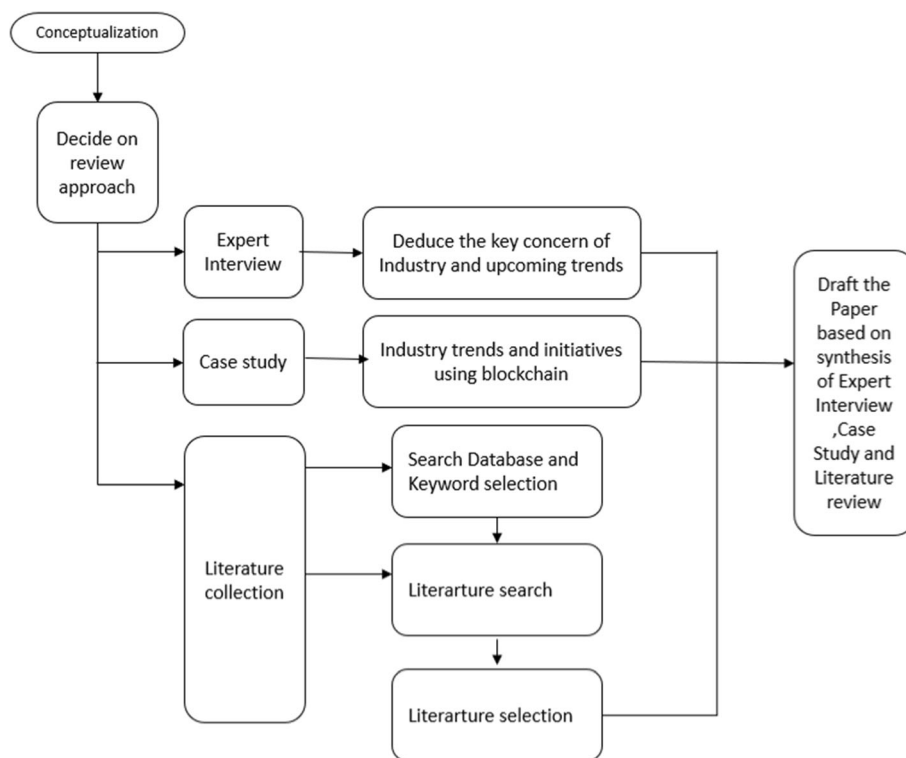 Conceptualization
Decide on
review
approach
Expert
Interview
Deduce the key concern of
Industry and upcoming trends
Case study
Industry trends and initiatives
using blockchain
Literature
collection
Search Database and
Keyword selection
Literarture search
Literarture selection
Draft the
Paper
based on
synthesis
of Expert
Interview
,Case
Study and
Literature
review